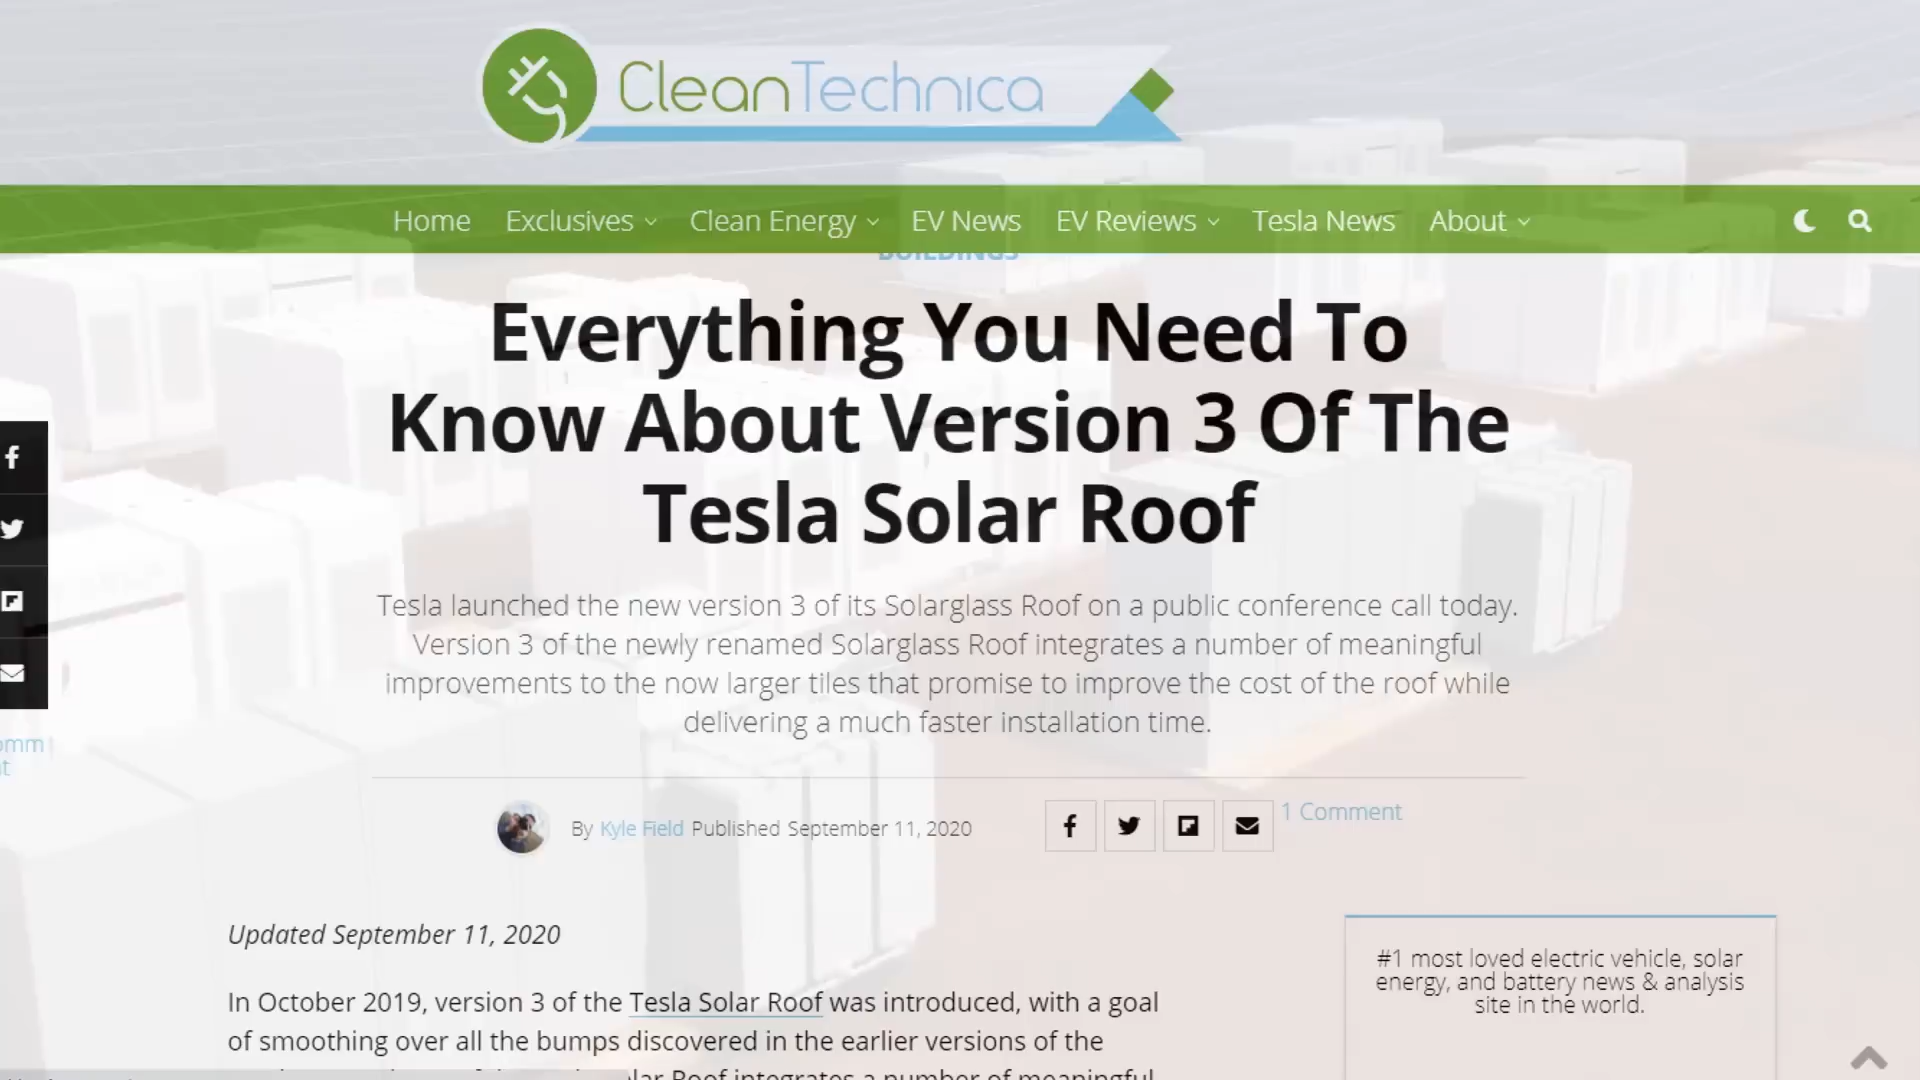 CleanTechnica
Home Exclusives Clean Energy EV News EV Reviews Tesla News About
BUILDINGS
Everything You Need To
Know About Version 3 Of The
Tesla Solar Roof
Tesla launched the new version 3 of its Solarglass Roof on a public conference call today.
Version 3 of the newly renamed Solarglass Roof integrates a number of meaningful
improvements to the now larger tiles that promise to improve the cost of the roof while
delivering a much faster installation time.
By Kyle Field Published September 11, 2020
1 Comment
Updated September 11, 2020
In October 2019, version 3 of the Tesla Solar Roof was introduced, with a goal
of smoothing over all the bumps discovered in the earlier versions of the
Roof integrates a number of meaningful
#1 most loved electric vehicle, solar
energy, and battery news & analysis
site in the world.